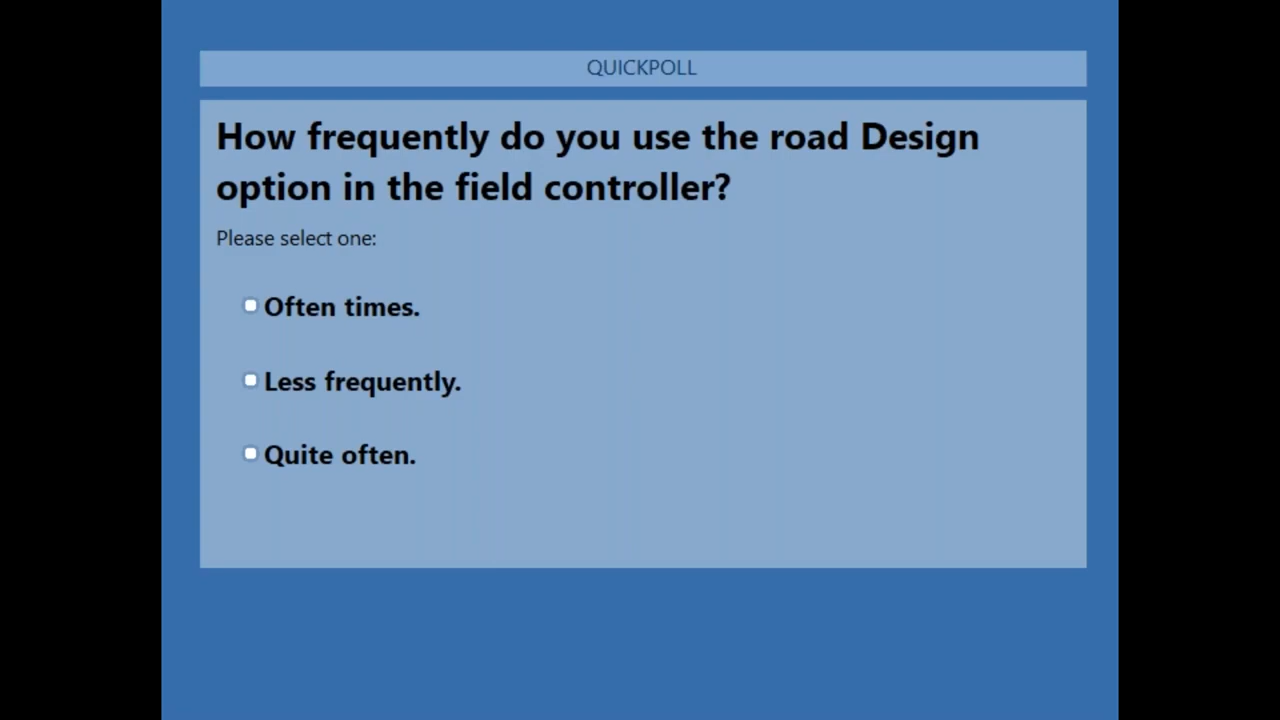 QUICKPOLL
How frequently do you use the road Design
option in the field controller?
Please select one:
Often times.
Less frequently.
Quite often.